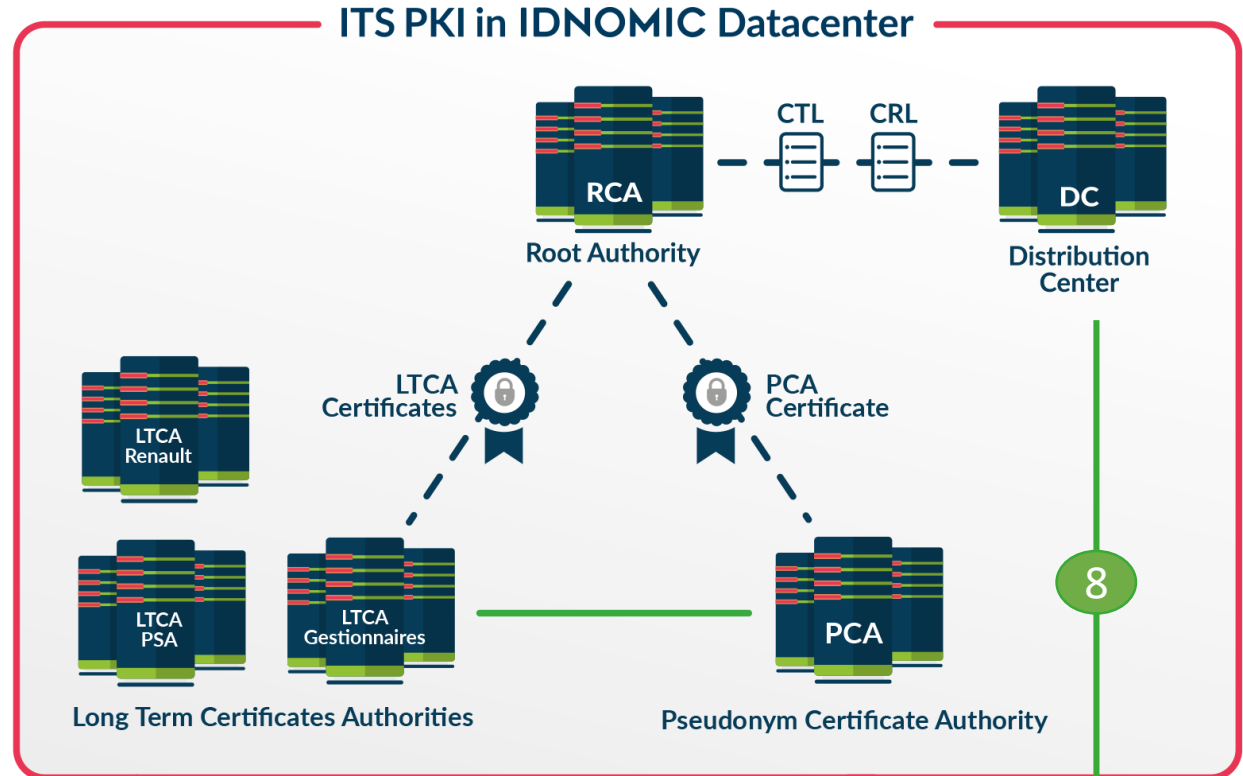 ITS PKI in IDNOMIC Datacenter
CTL
CRL
RCA
DC
Root Authority
Distribution
Center
LTCA
Certificates
PCA
Certificate
LTCA
Renault
LTCA
PSA
LTCA
Gestionnaires
PCA
8
Long Term Certificates Authorities
Pseudonym Certificate Authority